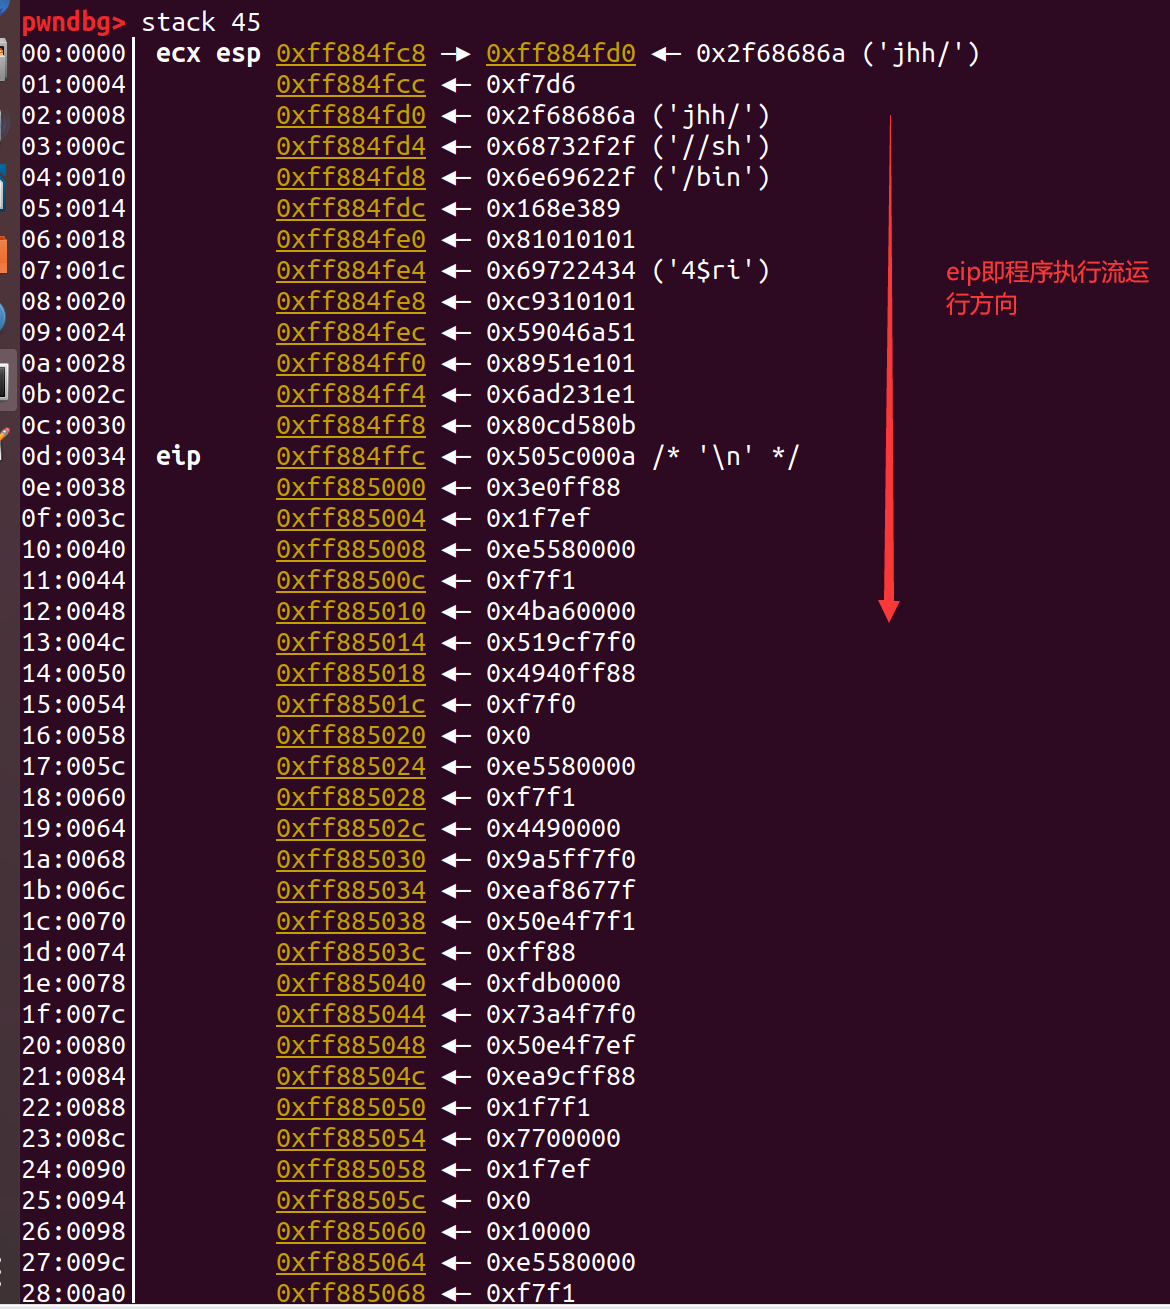 pwndbg> stack 45
00:0000│ ecx esp 0xff884fc8 —▸ 0xff884fd0 ◂— 0x2f68686a ('jhh/')
01:0004│ 0xff884fcc ◂— 0xf7d6
02:0008│ 0xff884fd0 ◂— 0x2f68686a ('jhh/')
03:000c│ 0xff884fd4 ◂— 0x68732f2f ('//sh')
04:0010│ 0xff884fd8 ◂— 0x6e69622f ('/bin')
05:0014│ 0xff884fdc ◂— 0x168e389
06:0018│ 0xff884fe0 ◂— 0x81010101
07:001c│ 0xff884fe4 ◂— 0x69722434 ('4$ri')
eip即程序执行流运
行方向
08:0020│ 0xff884fe8 ◂— 0xc9310101
09:0024│ 0xff884fec ◂— 0x59046a51
0a:0028│ 0xff884ff0 ◂— 0x8951e101
0b:002c│ 0xff884ff4 ◂— 0x6ad231e1
0c:0030│ 0xff884ff8 ◂— 0x80cd580b
0d:0034│ eip 0xff884ffc ◂— 0x505c000a /* '\n' */
0e:0038│ 0xff885000 ◂— 0x3e0ff88
0f:003c│ 0xff885004 ◂— 0x1f7ef
10:0040│ 0xff885008 ◂— 0xe5580000
11:0044│ 0xff88500c ◂— 0xf7f1
12:0048│ 0xff885010 ◂— 0x4ba60000
13:004c│ 0xff885014 ◂— 0x519cf7f0
14:0050│ 0xff885018 ◂— 0x4940ff88
15:0054│ 0xff88501c ◂— 0xf7f0
16:0058│ 0xff885020 ◂— 0x0
17:005c│ 0xff885024 ◂— 0xe5580000
18:0060│ 0xff885028 ◂— 0xf7f1
19:0064│ 0xff88502c ◂— 0x4490000
1a:0068│ 0xff885030 ◂— 0x9a5ff7f0
1b:006c│ 0xff885034 ◂— 0xeaf8677f
1c:0070│ 0xff885038 ◂— 0x50e4f7f1
1d:0074│ 0xff88503c ◂— 0xff88
1e:0078│ 0xff885040 ◂— 0xfdb0000
1f:007c│ 0xff885044 ◂— 0x73a4f7f0
20:0080│ 0xff885048 ◂— 0x50e4f7ef
21:0084│ 0xff88504c ◂— 0xea9cff88
22:0088│ 0xff885050 ◂— 0x1f7f1
23:008c│ 0xff885054 ◂— 0x7700000
24:0090│ 0xff885058 ◂— 0x1f7ef
25:0094│ 0xff88505c ◂— 0x0
26:0098│ 0xff885060 ◂— 0x10000
27:009c│ 0xff885064 ◂— 0xe5580000
28:00a0│ 0xff885068 ◂— 0xf7f1